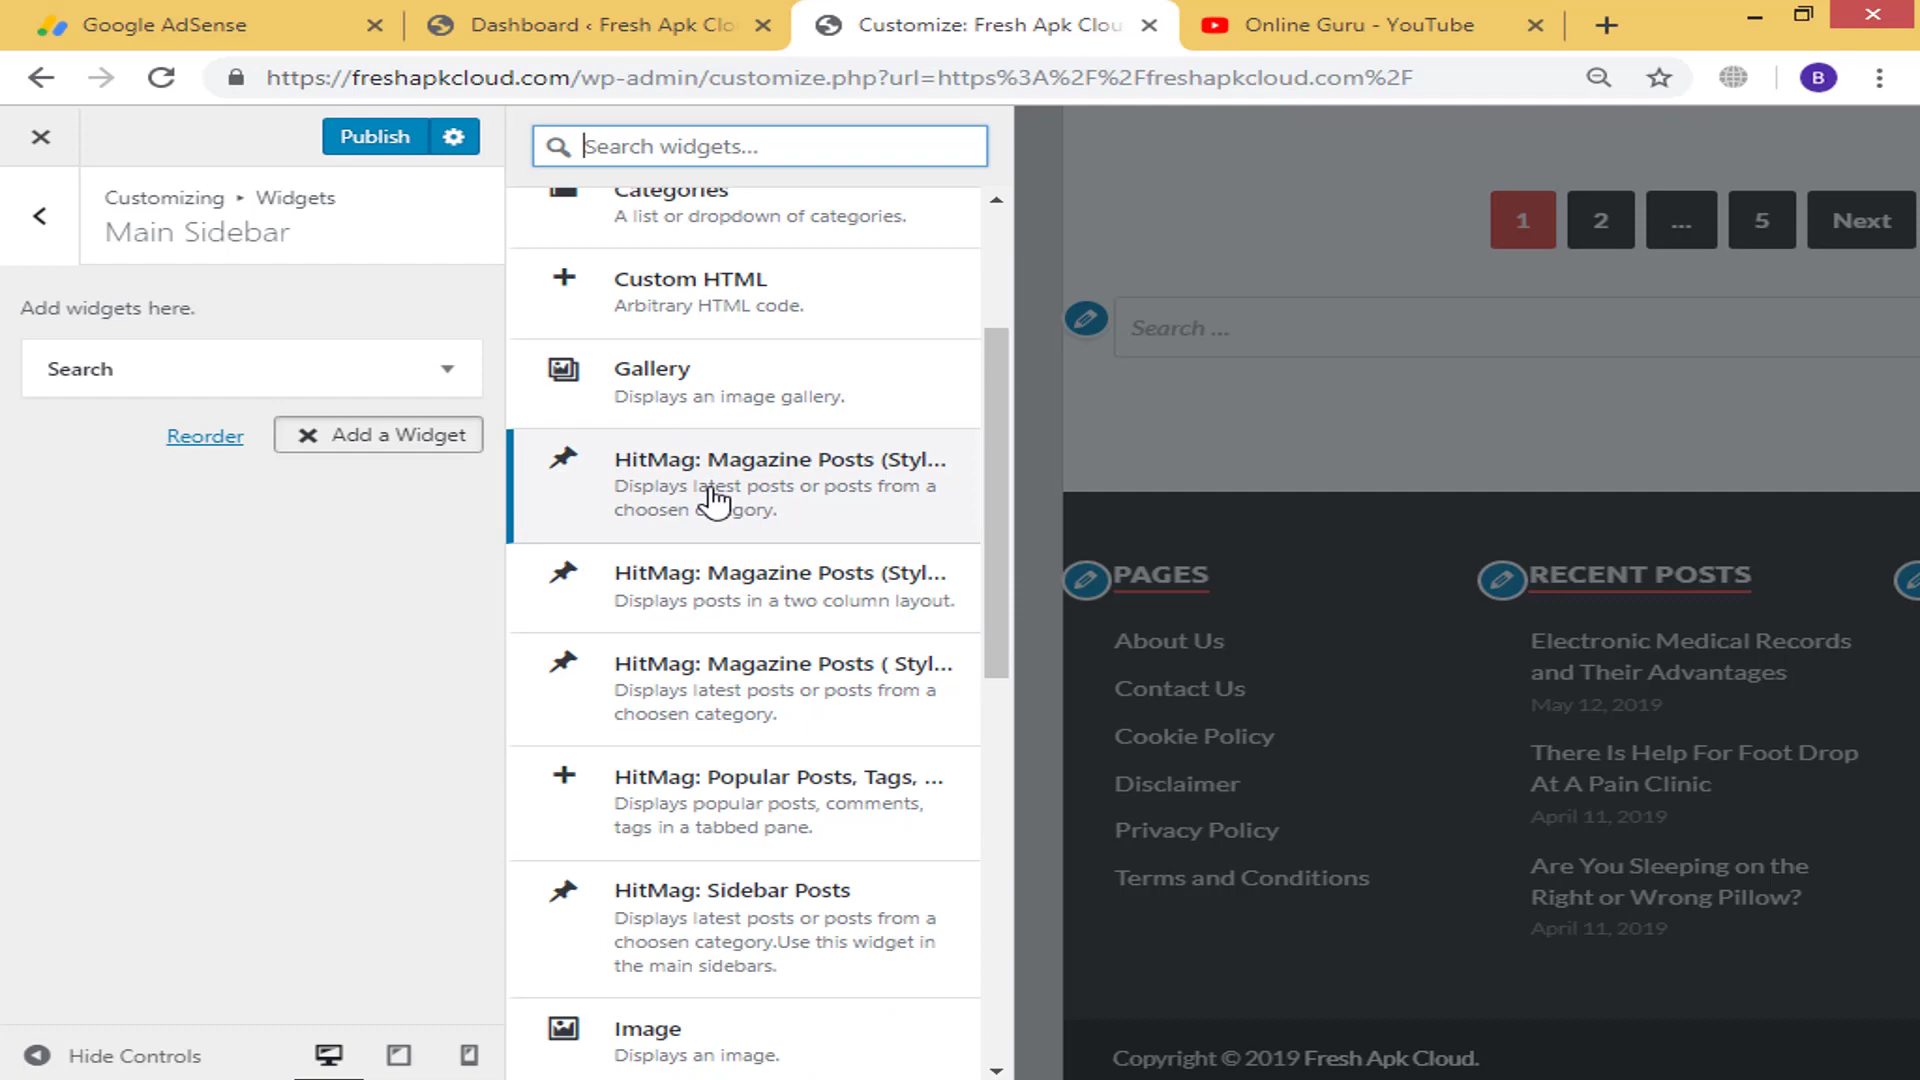 Google AdSense
Dashboard ‹ Fresh Apk Clo
Customize: Fresh Apk Clou
Online Guru - YouTube
https://freshapkcloud.com/wp-admin/customize.php?url=https%3A%2F%2Ffreshapkcloud.com%2F
B
Publish
Customizing ▸ Widgets
Main Sidebar
Add widgets here.
Search
Reorder
Add a Widget
Hide Controls
Search widgets...
Categories
A list or dropdown of categories.
Custom HTML
Arbitrary HTML code.
Gallery
Displays an image gallery.
HitMag: Magazine Posts (Styl...
Displays latest posts or posts from a
choosen category.
HitMag: Magazine Posts (Styl...
Displays posts in a two column layout.
HitMag: Magazine Posts ( Styl...
Displays latest posts or posts from a
choosen category.
HitMag: Popular Posts, Tags, ...
Displays popular posts, comments,
tags in a tabbed pane.
HitMag: Sidebar Posts
Displays latest posts or posts from a
choosen category.Use this widget in
the main sidebars.
Image
Displays an image.
1 2 ... 5 Next
Search ...
PAGES
About Us
Contact Us
Cookie Policy
Disclaimer
Privacy Policy
Terms and Conditions
RECENT POSTS
Electronic Medical Records
and Their Advantages
May 12, 2019
There Is Help For Foot Drop
At A Pain Clinic
April 11, 2019
Are You Sleeping on the
Right or Wrong Pillow?
April 11, 2019
Copyright © 2019 Fresh Apk Cloud.